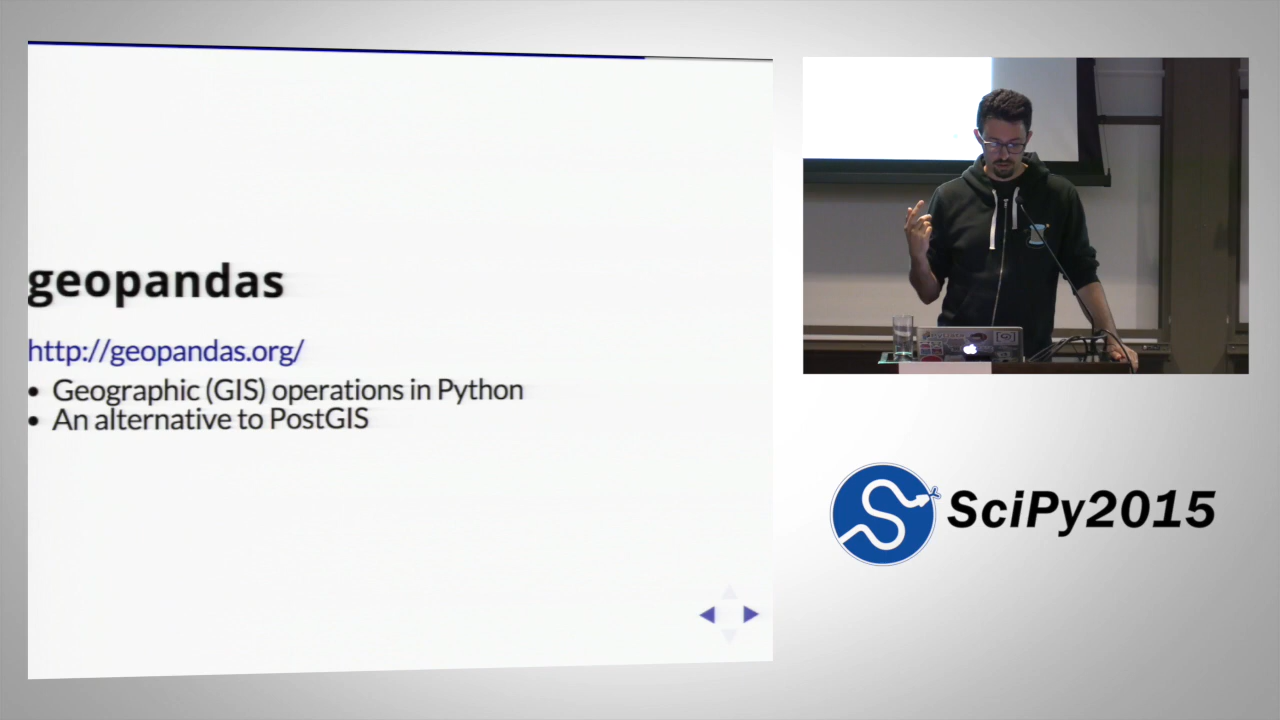 geopandas
http://geopandas.org/
• Geographic (GIS) operations in Python
• An alternative to PostGIS
SciPy2015